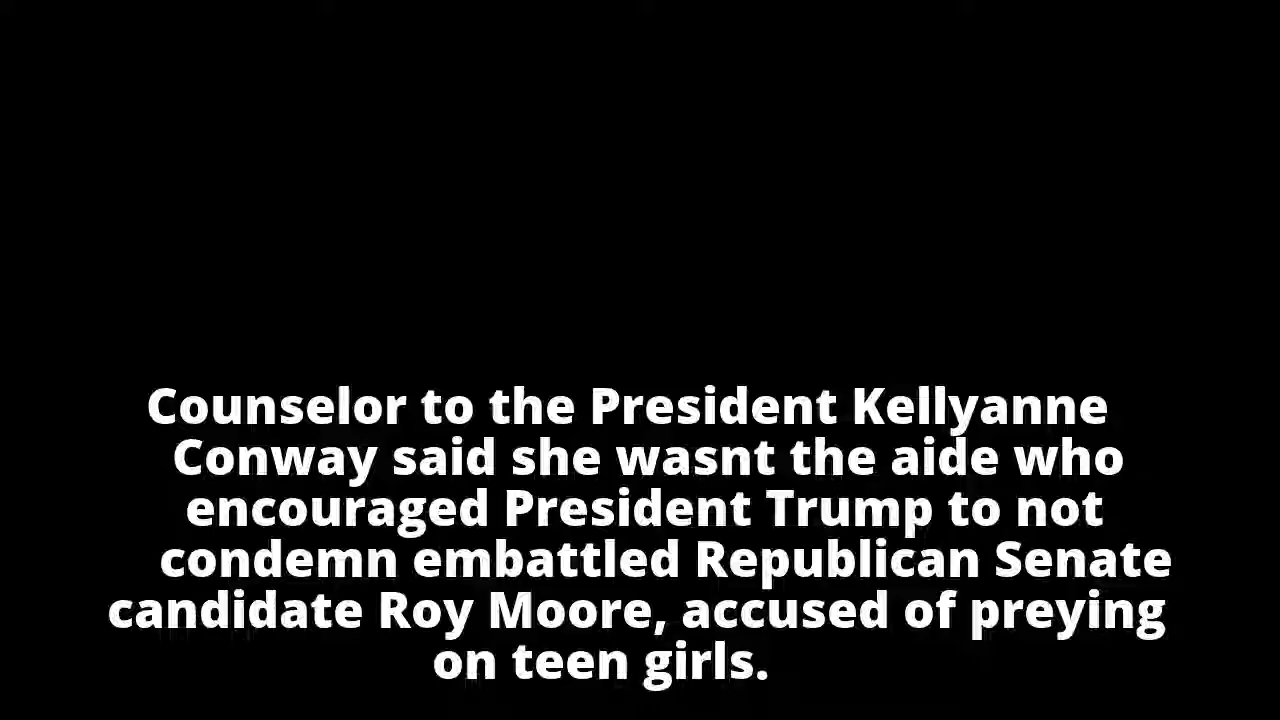 Counselor to the President Kellyanne
Conway said she wasnt the aide who
encouraged President Trump to not
condemn embattled Republican Senate
candidate Roy Moore, accused of preying
on teen girls.